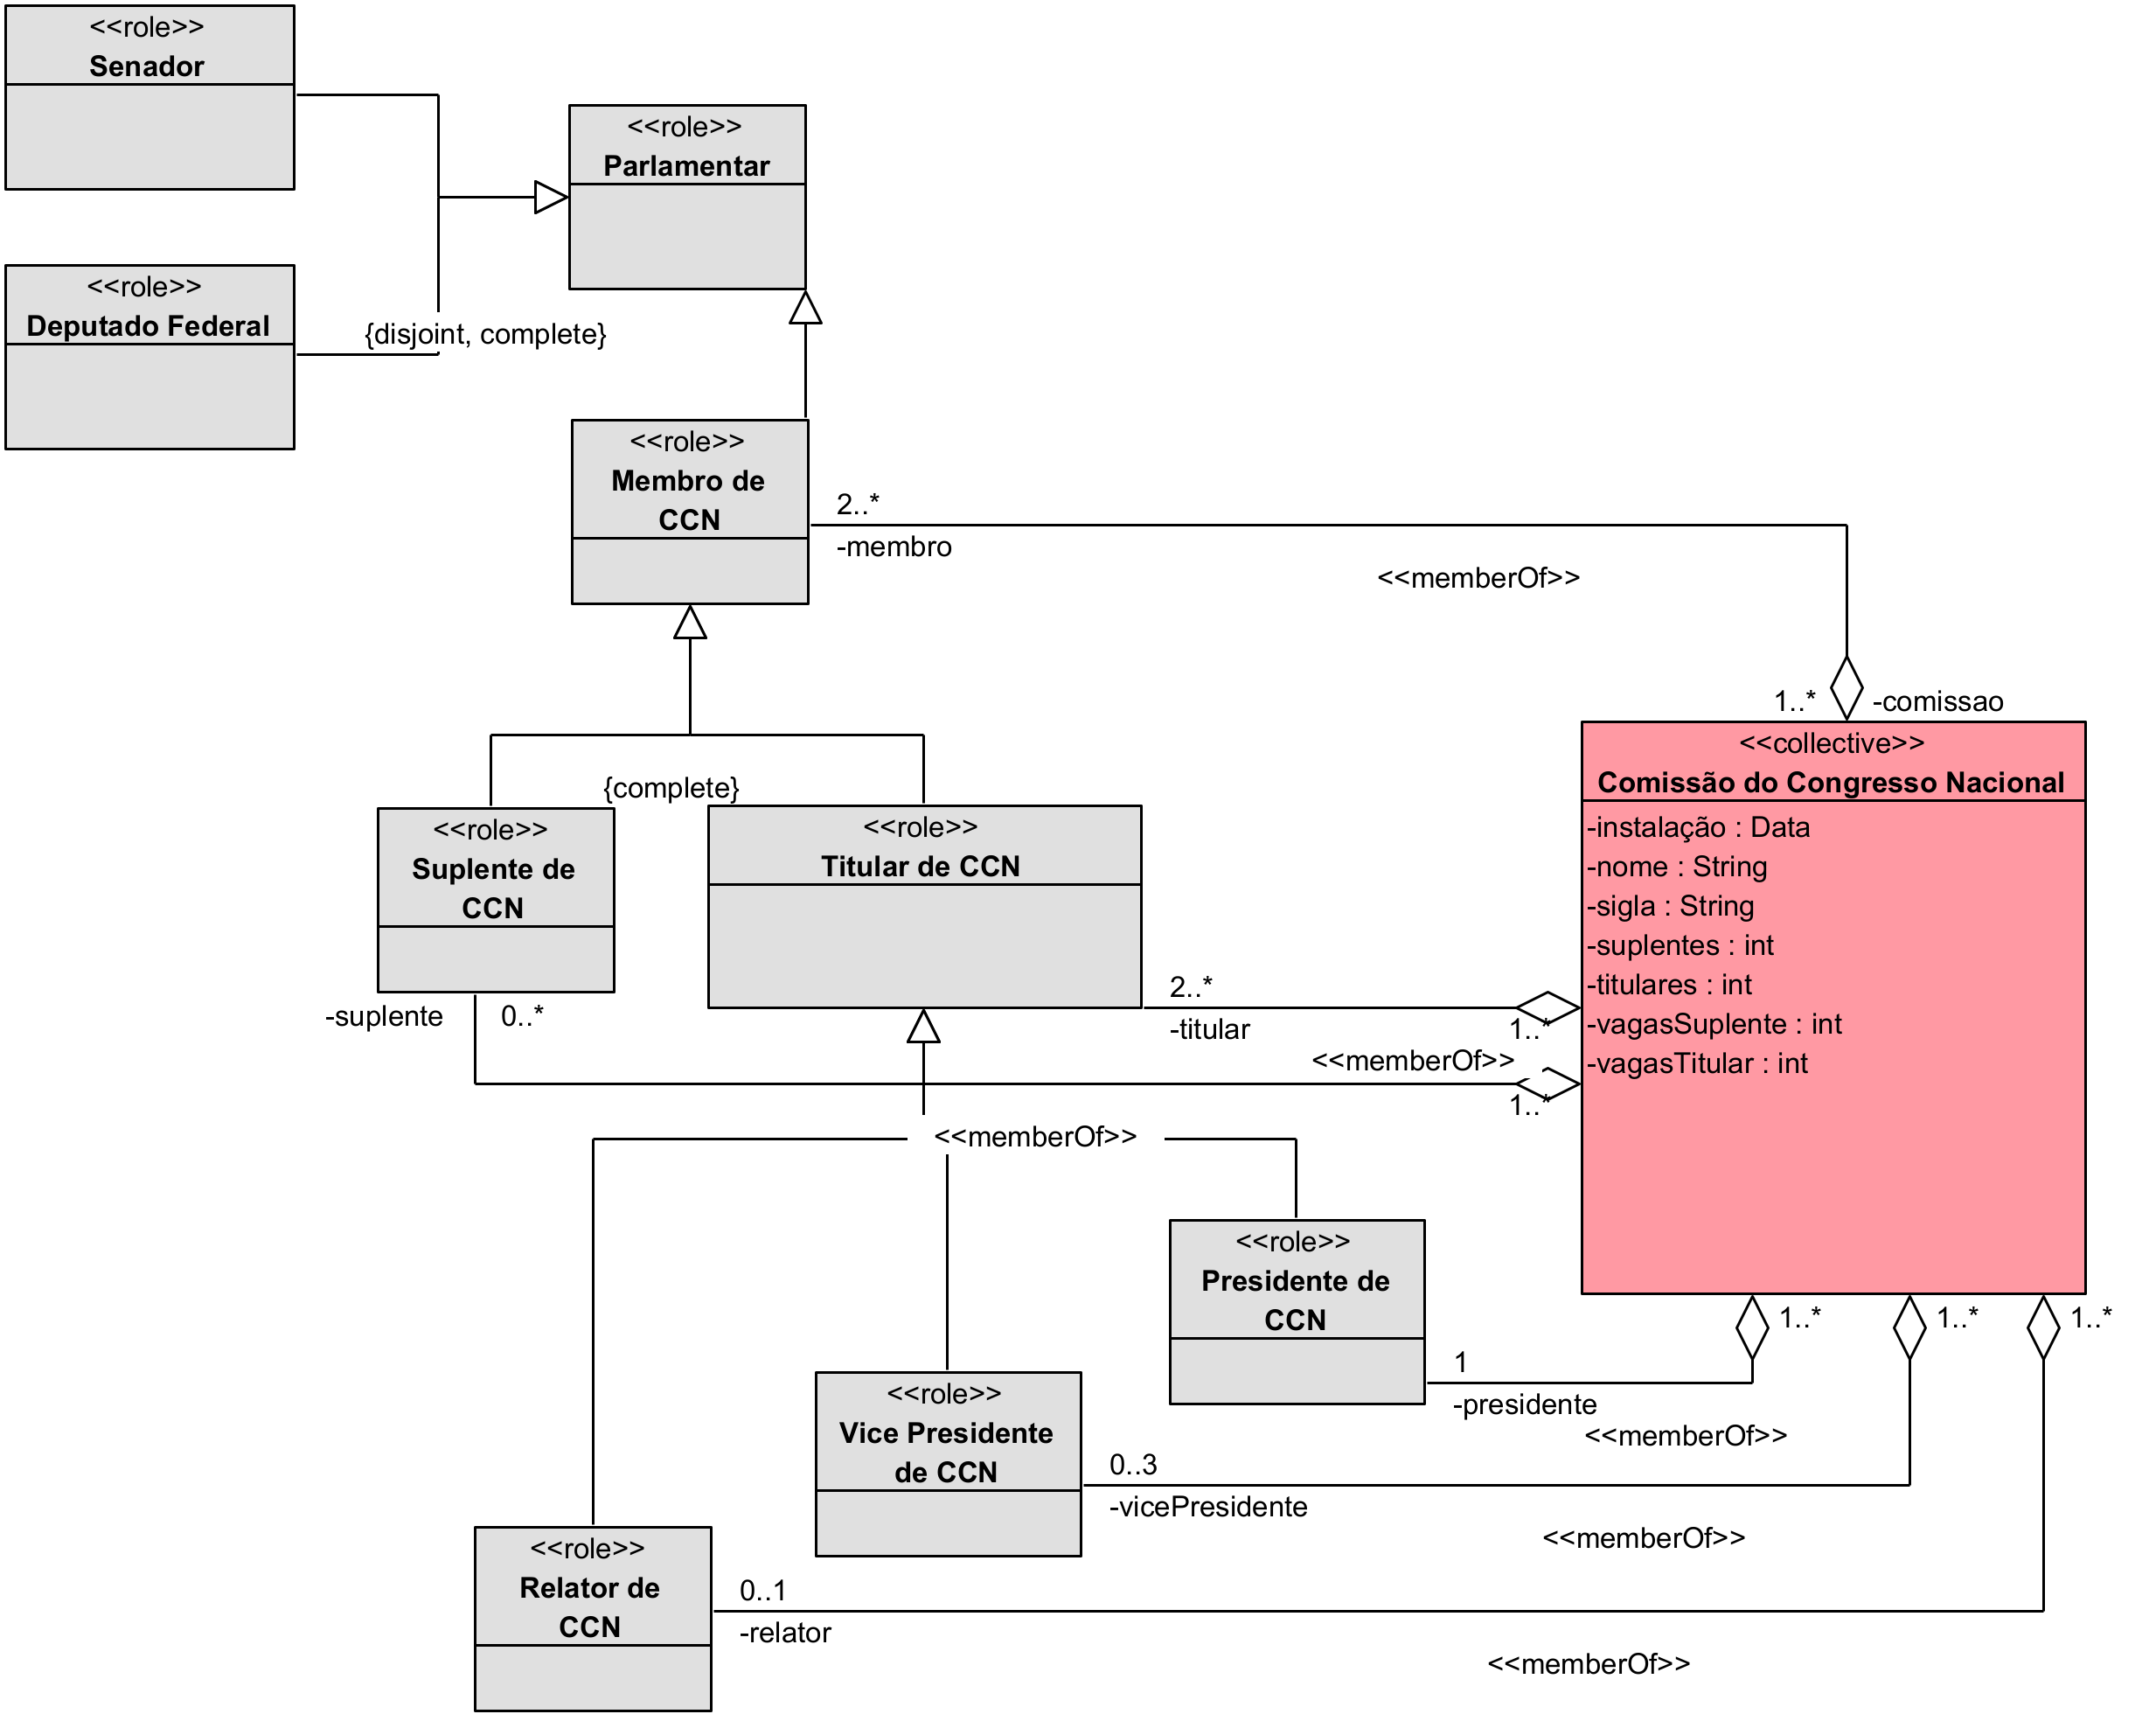 <<role>>
Senador
<<role>>
Parlamentar
<<role>>
Deputado Federal
{disjoint, complete}
<<role>>
Membro de
CCN
2..*
-membro
<<memberOf>>
1..*
-comissao
<<collective>>
Comissão do Congresso Nacional
-instalação : Data
-nome : String
-sigla : String
-suplentes : int
-titulares : int
-vagasSuplente : int
-vagasTitular : int
{complete}
<<role>>
Suplente de
CCN
<<role>>
Titular de CCN
-suplente
0..*
2..*
-titular
1..*
<<memberOf>>
1..*
<<memberOf>>
<<role>>
Presidente de
CCN
1..*
1..*
1..*
1
-presidente
<<memberOf>>
<<role>>
Vice Presidente
de CCN
0..3
-vicePresidente
<<memberOf>>
<<role>>
Relator de
CCN
0..1
-relator
<<memberOf>>